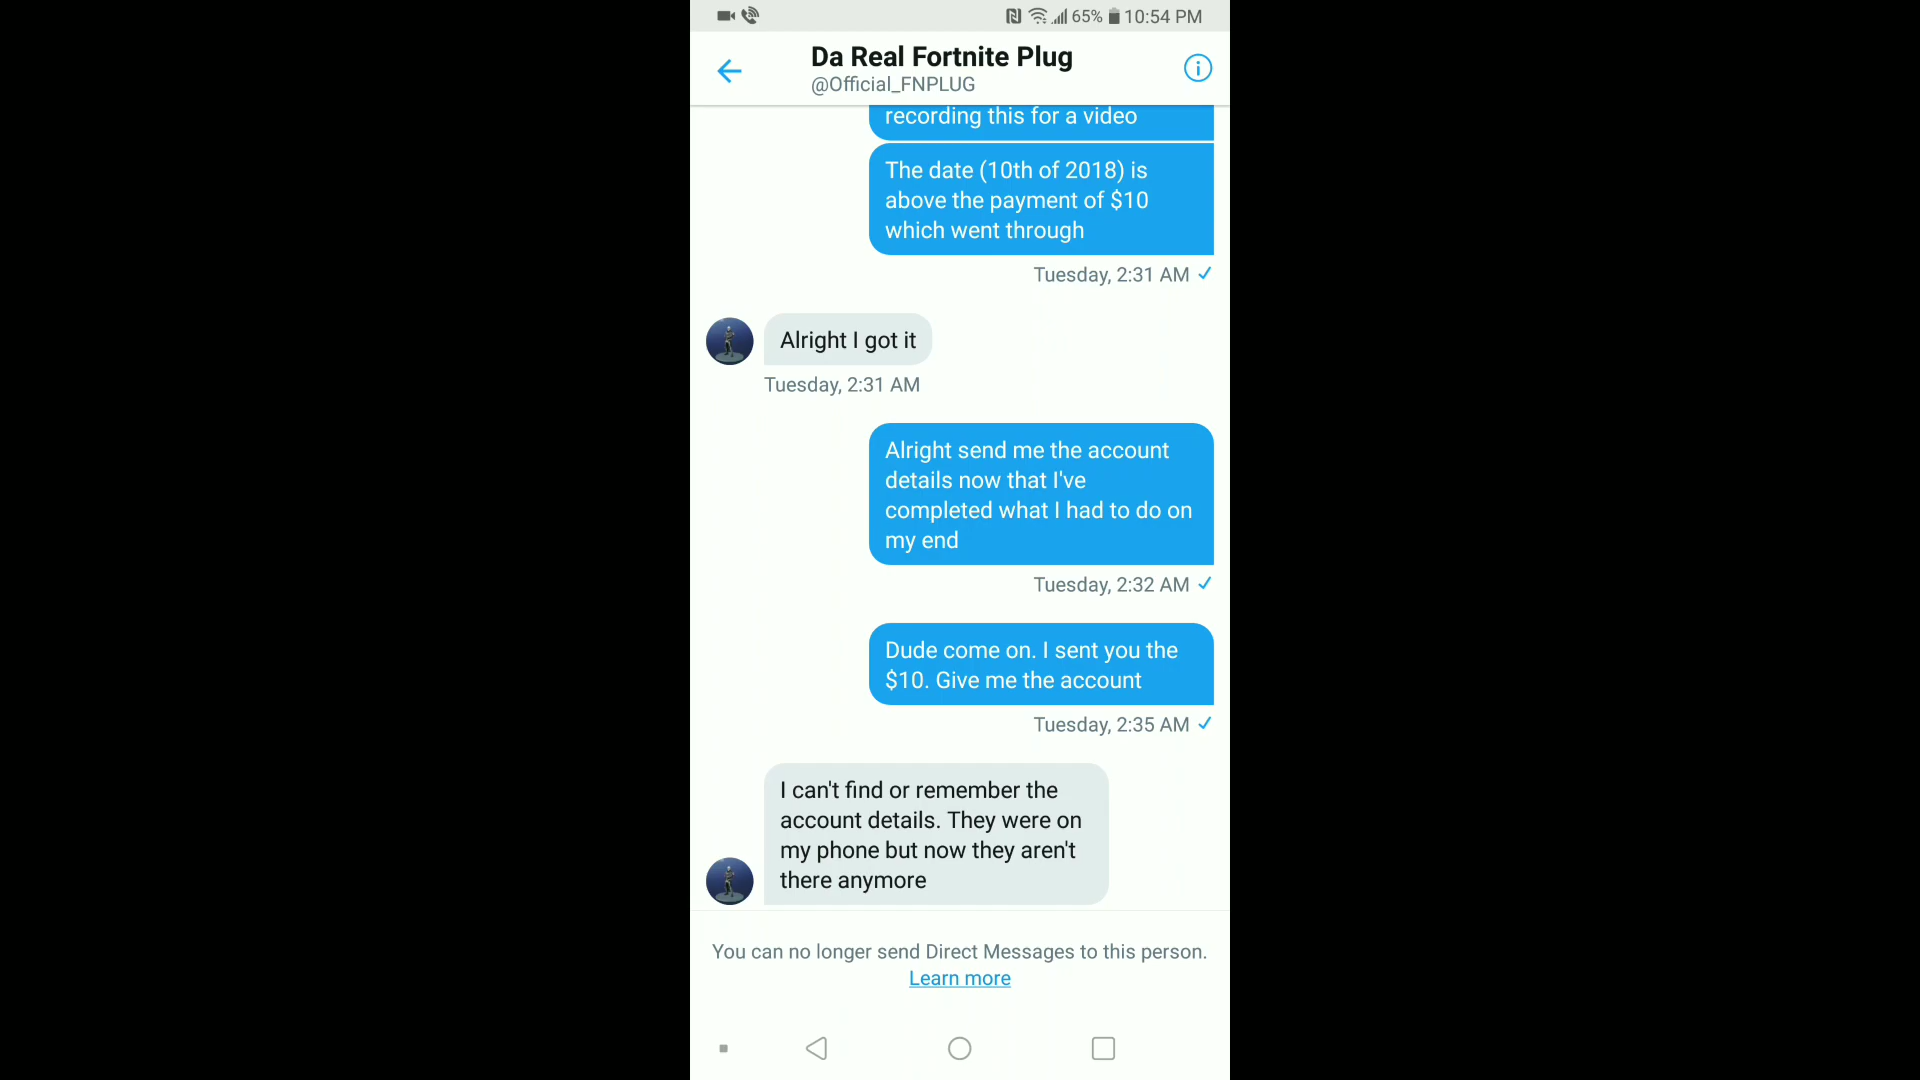 65% 10:54 PM
Da Real Fortnite Plug
@Official_FNPLUG
recording this for a video
The date (10th of 2018) is
above the payment of $10
which went through
Tuesday, 2:31 AM
Alright I got it
Tuesday, 2:31 AM
Alright send me the account
details now that I've
completed what I had to do on
my end
Tuesday, 2:32 AM
Dude come on. I sent you the
$10. Give me the account
Tuesday, 2:35 AM
I can't find or remember the
account details. They were on
my phone but now they aren't
there anymore
You can no longer send Direct Messages to this person.
Learn more